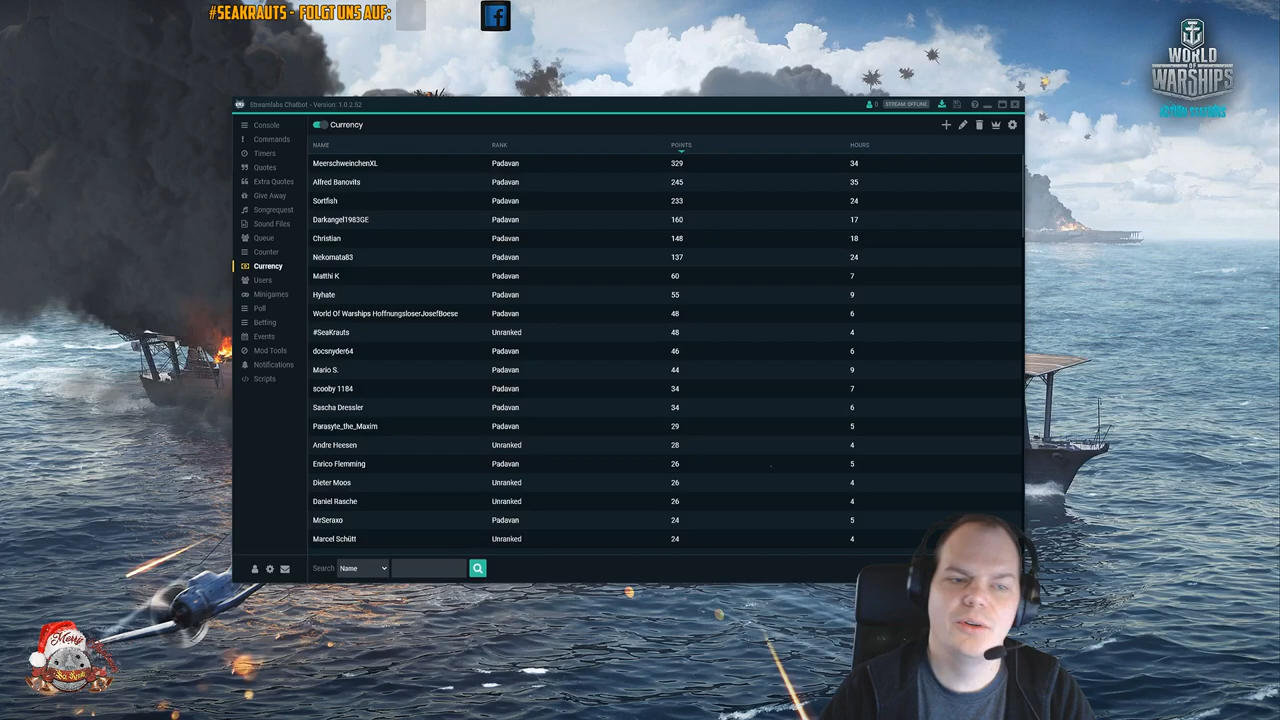 #SEAKRAUTS - FOLGT UNS AUF:
WORLD
OF
WARSHIPS
ACTION STATIONS
Streamlabs Chatbot - Version: 1.0.2.52
0
STREAM: OFFLINE
Console
Commands
Timers
Quotes
Extra Quotes
Give Away
Songrequest
Sound Files
Queue
Counter
Currency
Users
Minigames
Poll
Betting
Events
Mod Tools
Notifications
Scripts
Currency
NAME RANK POINTS HOURS
MeerschweinchenXL Padavan 329 34
Alfred Banovits Padavan 245 35
Sortfish Padavan 233 24
Darkangel1983GE Padavan 160 17
Christian Padavan 148 18
Nekomata83 Padavan 137 24
Matthi K Padavan 60 7
Hyhate Padavan 55 9
World Of Warships HoffnungsloserJosefBoese Padavan 48 6
#SeaKrauts Unranked 48 4
docsnyder64 Padavan 46 6
Mario S. Padavan 44 9
scooby 1184 Padavan 34 7
Sascha Dressler Padavan 34 6
Parasyte_the_Maxim Padavan 29 5
Andre Heesen Unranked 28 4
Enrico Flemming Padavan 26 5
Dieter Moos Unranked 26 4
Daniel Rasche Unranked 26 4
MrSeraxo Padavan 24 5
Marcel Schütt Unranked 24 4
Search Name
Merry